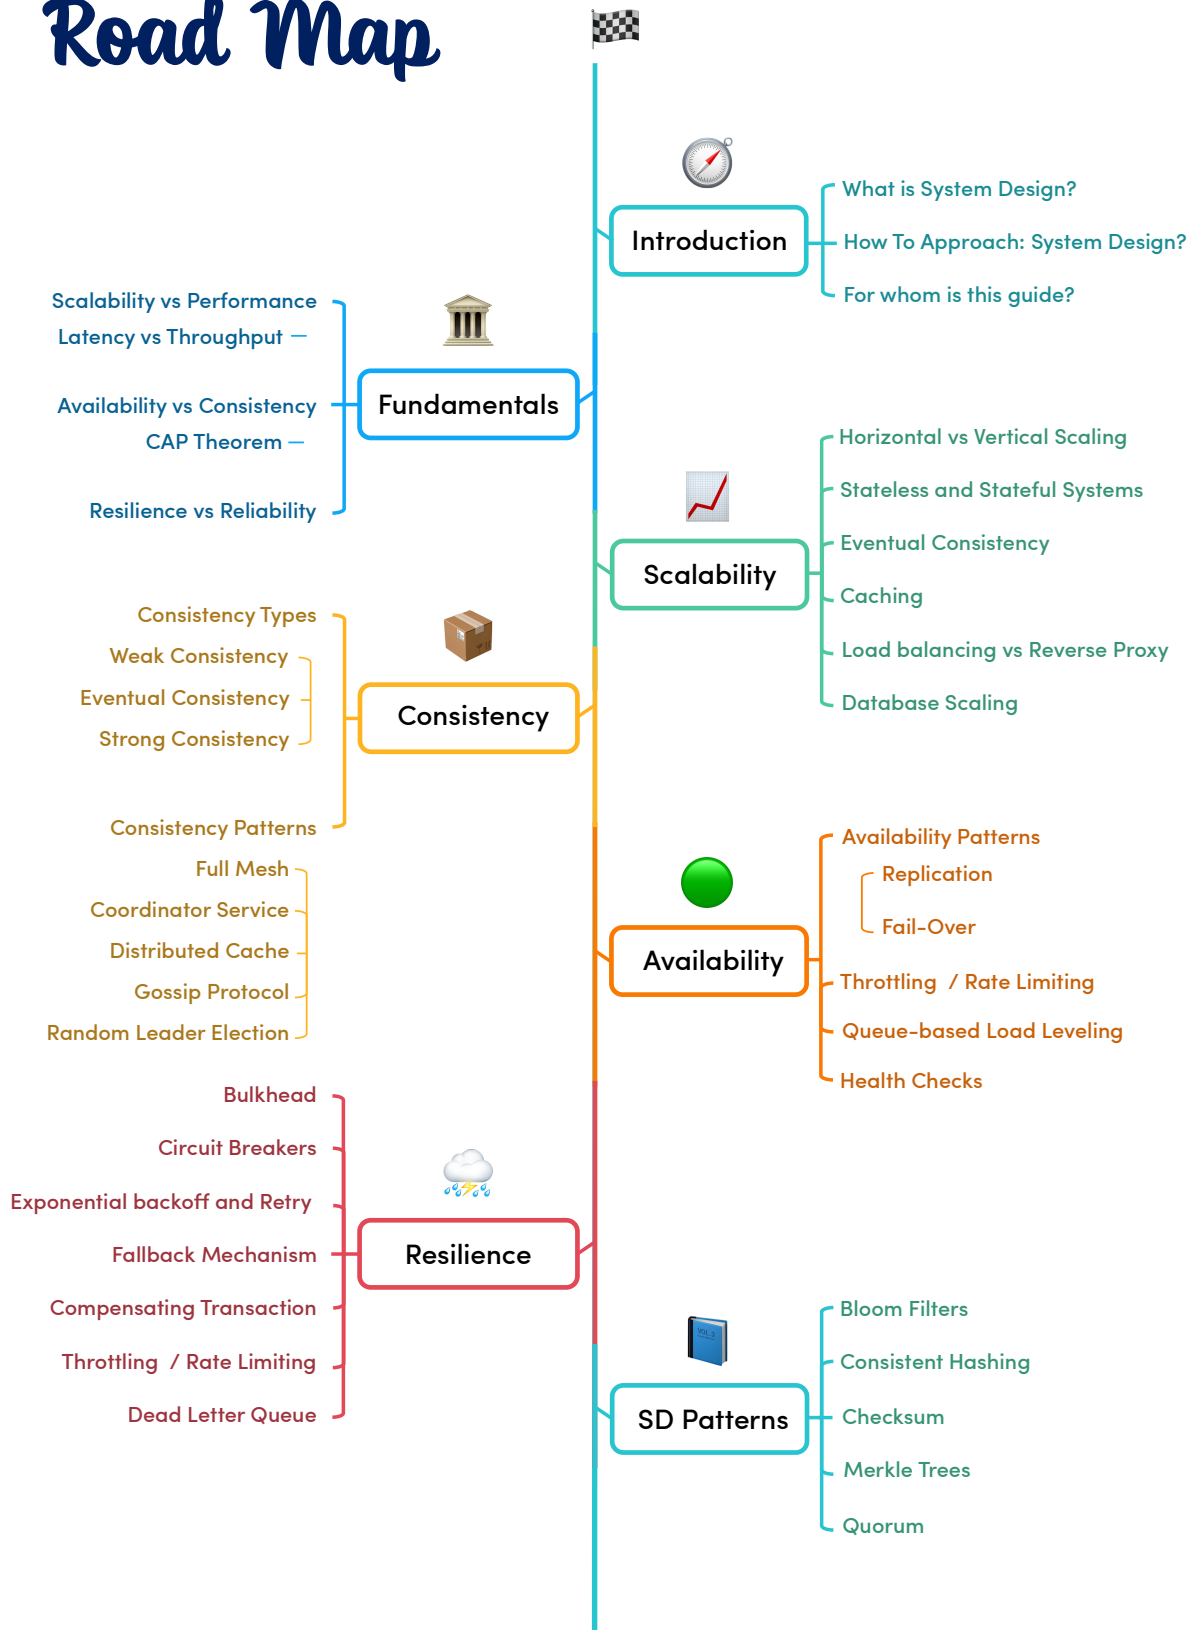 Road Map
Introduction
What is System Design?
How To Approach: System Design?
For whom is this guide?
Fundamentals
Scalability vs Performance
Latency vs Throughput
Availability vs Consistency
CAP Theorem
Resilience vs Reliability
Scalability
Horizontal vs Vertical Scaling
Stateless and Stateful Systems
Eventual Consistency
Caching
Load balancing vs Reverse Proxy
Database Scaling
Consistency
Consistency Types
Weak Consistency
Eventual Consistency
Strong Consistency
Consistency Patterns
Full Mesh
Coordinator Service
Distributed Cache
Gossip Protocol
Random Leader Election
Availability
Availability Patterns
Replication
Fail-Over
Throttling / Rate Limiting
Queue-based Load Leveling
Health Checks
Resilience
Bulkhead
Circuit Breakers
Exponential backoff and Retry
Fallback Mechanism
Compensating Transaction
Throttling / Rate Limiting
Dead Letter Queue
VOL. 3
SD Patterns
Bloom Filters
Consistent Hashing
Checksum
Merkle Trees
Quorum